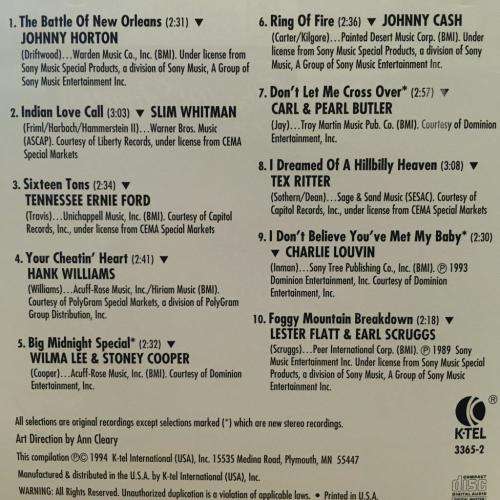 1. The Battle Of New Orleans (2:31) ▼
JOHNNY HORTON
(Driftwood)...Warden Music Co., Inc. (BMI). Under license from
Sony Music Special Products, a division of Sony Music, A Group of
Sony Music Entertainment Inc.
2. Indian Love Call (3:03) ▼ SLIM WHITMAN
(Friml/Harbach/Hammerstein II)...Warner Bros. Music
(ASCAP). Courtesy of Liberty Records, under license from CEMA
Special Markets
3. Sixteen Tons (2:34) ▼
TENNESSEE ERNIE FORD
(Travis)...Unichappell Music, Inc. (BMI). Courtesy of Capitol
Records, Inc., under license from CEMA Special Markets
4. Your Cheatin' Heart (2:41) ▼
HANK WILLIAMS
(Williams)...Acuff-Rose Music, Inc./Hiriam Music (BMI).
Courtesy of PolyGram Special Markets, a division of PolyGram
Group Distribution, Inc.
5. Big Midnight Special* (2:32) ▼
WILMA LEE & STONEY COOPER
(Cooper)...Acuff-Rose Music, Inc. (BMI). Courtesy of Dominion
Entertainment, Inc.
6. Ring Of Fire (2:36) ▼ JOHNNY CASH
(Carter/Kilgore)...Painted Desert Music Corp. (BMI). Under
license from Sony Music Special Products, a division of Sony
Music, A Group of Sony Music Entertainment Inc.
7. Don't Let Me Cross Over* (2:57) ▼
CARL & PEARL BUTLER
(Jay)...Troy Martin Music Pub. Co. (BMI). Courtesy of Dominion
Entertainment, Inc.
8. I Dreamed Of A Hillbilly Heaven (3:08) ▼
TEX RITTER
(Sothern/Dean)...Sage & Sand Music (SESAC). Courtesy of
Capitol Records, Inc., under license from CEMA Special Markets
9. I Don't Believe You've Met My Baby* (2:30)
▼ CHARLIE LOUVIN
(Inman)...Sony Tree Publishing Co., Inc. (BMI). ℗ 1993
Dominion Entertainment, Inc. Courtesy of Dominion
Entertainment, Inc.
10. Foggy Mountain Breakdown (2:18) ▼
LESTER FLATT & EARL SCRUGGS
(Scruggs)...Peer International Corp. (BMI). ℗ 1989 Sony
Music Entertainment Inc. Under license from Sony Music Special
Products, a division of Sony Music, A Group of Sony Music
Entertainment Inc.
All selections are original recordings except selections marked (*) which are new stereo recordings.
Art Direction by Ann Cleary
This compilation ℗© 1994 K-tel International (USA), Inc. 15535 Medina Road, Plymouth, MN 55447
Manufactured & distributed in the U.S.A. by K-tel International (USA), Inc.
WARNING: All Rights Reserved. Unauthorized duplication is a violation of applicable laws. • Printed in U.S.A.
®
K-TEL
3365-2
COMPACT
disc
DIGITAL AUDIO